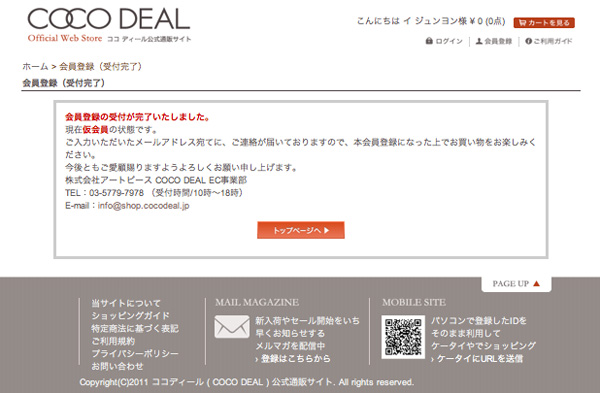 COCO DEAL
Official Web Store ココ ディール公式通販サイト
こんにちは イ ジュンヨン様 ¥ 0 (0点) カートを見る
ログイン 会員登録 ご利用ガイド
ホーム > 会員登録（受付完了）
会員登録（受付完了）
会員登録の受付が完了いたしました。
現在仮会員の状態です。
ご入力いただいたメールアドレス宛てに、ご連絡が届いておりますので、本会員登録になった上でお買い物をお楽しみく
ださい。
今後ともご愛顧賜りますようよろしくお願い申し上げます。
株式会社アートピース COCO DEAL EC事業部
TEL：03-5779-7978 （受付時間/10時〜18時）
E-mail：info@shop.cocodeal.jp
トップページへ
PAGE UP
当サイトについて
ショッピングガイド
特定商法に基づく表記
ご利用規約
プライバシーポリシー
お問い合わせ
MAIL MAGAZINE
新入荷やセール開始をいち
早くお知らせする
メルマガを配信中
› 登録はこちらから
MOBILE SITE
パソコンで登録したIDを
そのまま利用して
ケータイやでショッピング
› ケータイにURLを送信
Copyright(C)2011 ココディール ( COCO DEAL ) 公式通販サイト. All rights reserved.